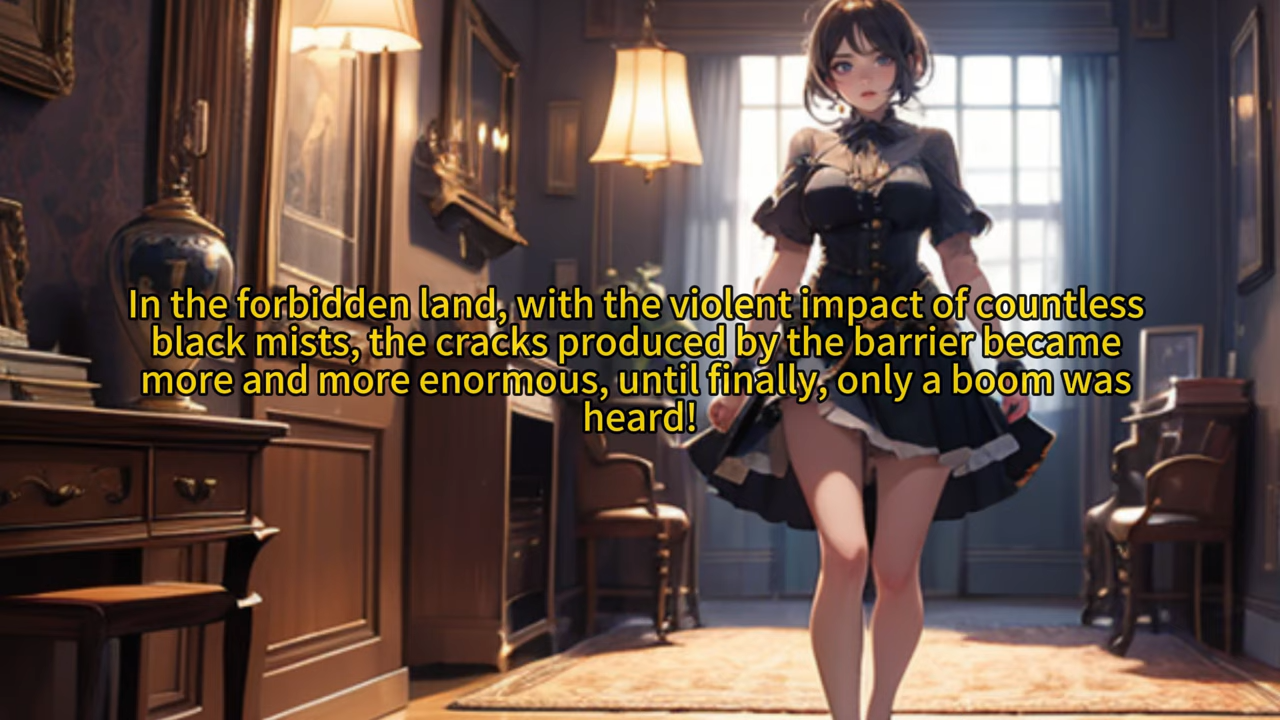 In the forbidden land, with the violent impact of countless
black mists, the cracks produced by the barrier became
more and more enormous, until finally, only a boom was
heard!